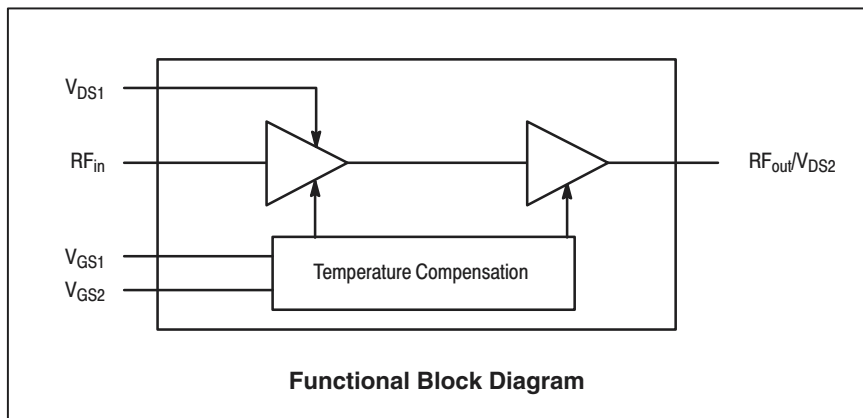 V_DS1
RF_in
RF_out/V_DS2
V_GS1
V_GS2
Temperature Compensation
Functional Block Diagram